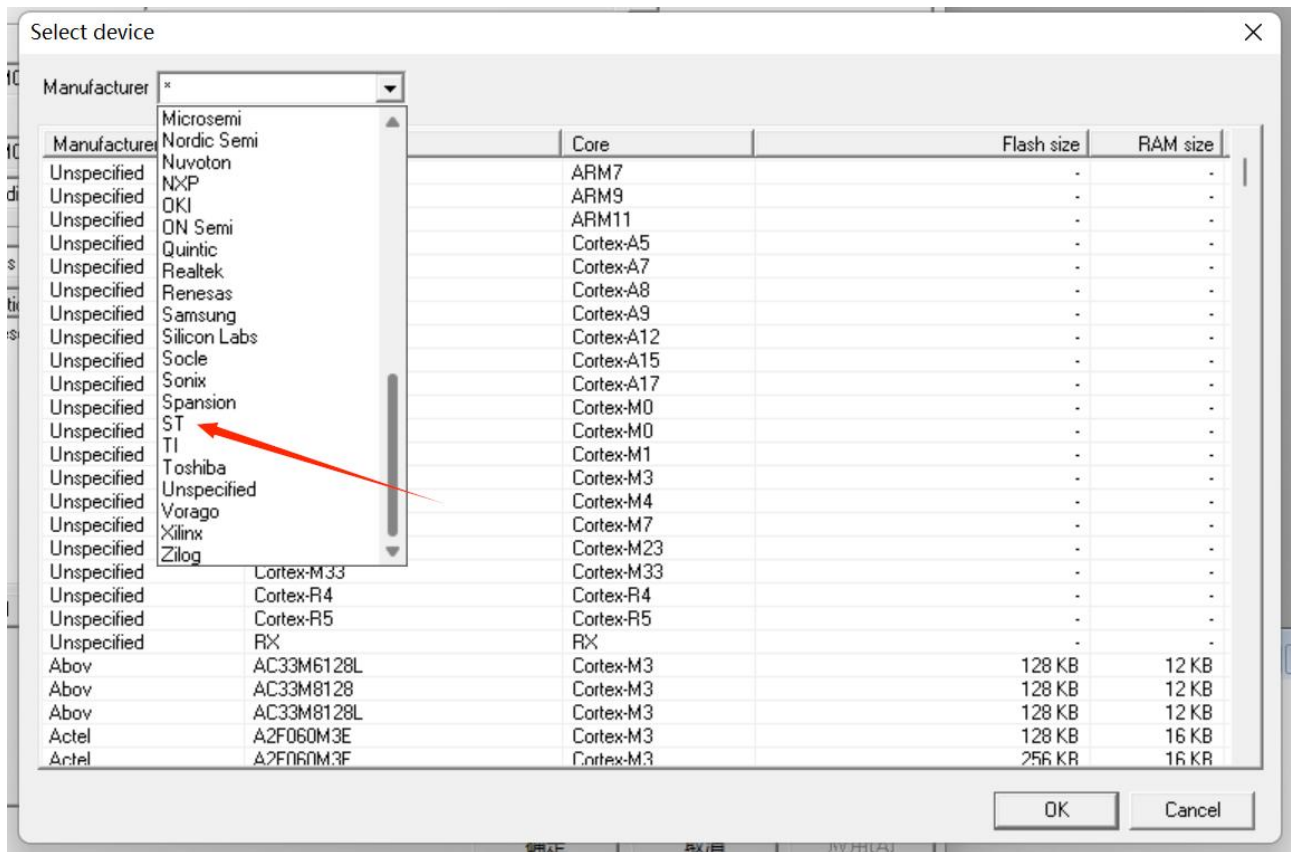 Select device
Manufacturer *
Microsemi
Nordic Semi
Nuvoton
NXP
OKI
ON Semi
Quintic
Realtek
Renesas
Samsung
Silicon Labs
Socle
Sonix
Spansion
ST
TI
Toshiba
Unspecified
Vorago
Xilinx
Zilog
Manufacturer Core Flash size RAM size
Unspecified ARM7 - -
Unspecified ARM9 - -
Unspecified ARM11 - -
Unspecified Cortex-A5 - -
Unspecified Cortex-A7 - -
Unspecified Cortex-A8 - -
Unspecified Cortex-A9 - -
Unspecified Cortex-A12 - -
Unspecified Cortex-A15 - -
Unspecified Cortex-A17 - -
Unspecified Cortex-M0 - -
Unspecified Cortex-M0 - -
Unspecified Cortex-M1 - -
Unspecified Cortex-M3 - -
Unspecified Cortex-M4 - -
Unspecified Cortex-M7 - -
Unspecified Cortex-M23 - -
Unspecified Cortex-M33 Cortex-M33 - -
Unspecified Cortex-R4 Cortex-R4 - -
Unspecified Cortex-R5 Cortex-R5 - -
Unspecified RX RX - -
Abov AC33M6128L Cortex-M3 128 KB 12 KB
Abov AC33M8128 Cortex-M3 128 KB 12 KB
Abov AC33M8128L Cortex-M3 128 KB 12 KB
Actel A2F060M3E Cortex-M3 128 KB 16 KB
Actel Cortex-M3 256 KB 16 KB
OK Cancel